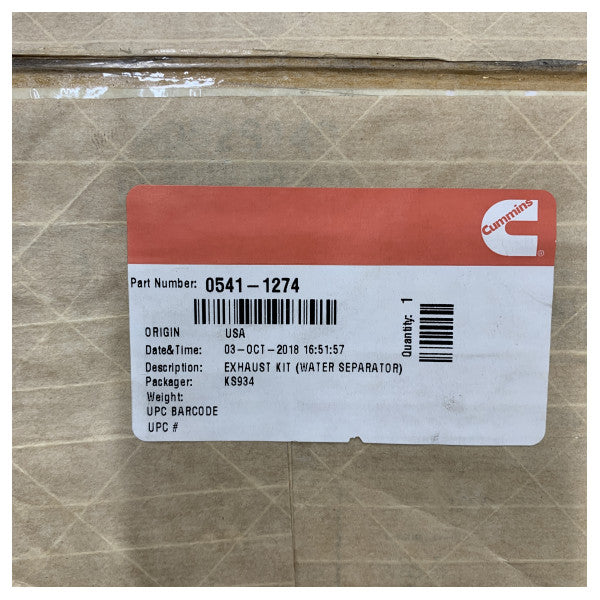 Cummins
®
Part Number: 0541-1274
Quantity: 1
ORIGIN USA
Date&Time: 03-OCT-2018 16:51:57
Description: EXHAUST KIT (WATER SEPARATOR)
Packager: KS934
Weight:
UPC BARCODE
UPC #